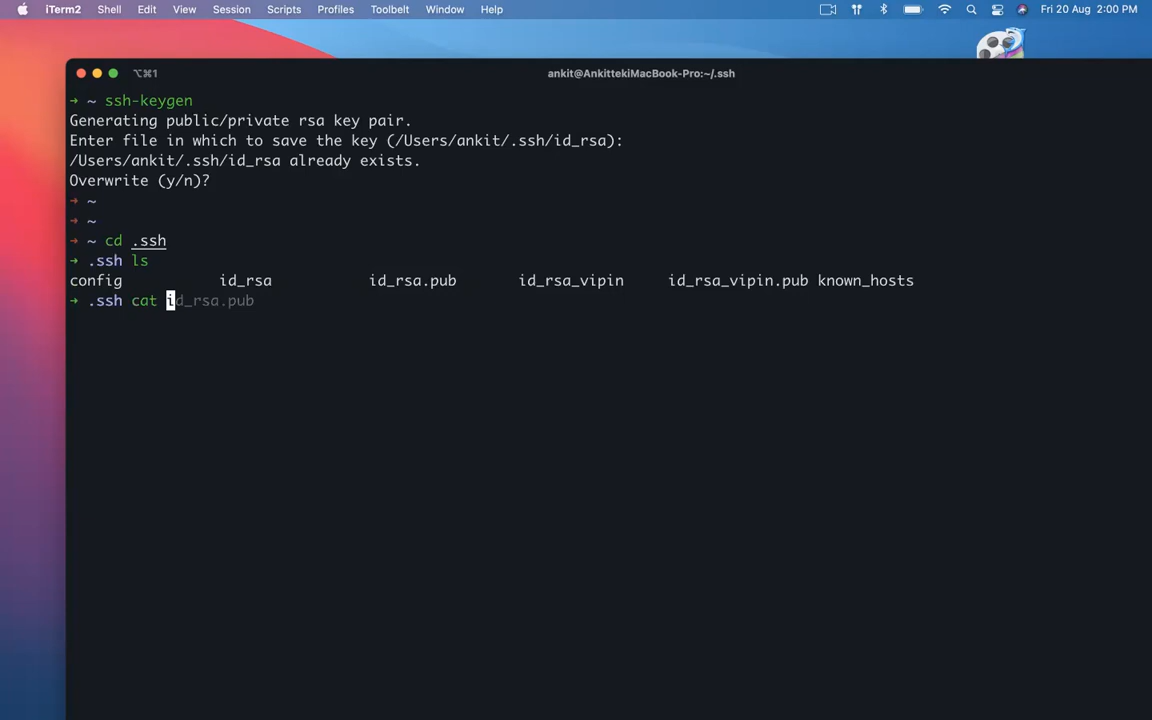 iTerm2 Shell Edit View Session Scripts Profiles Toolbelt Window Help Fri 20 Aug 2:00 PM
⌥⌘1 ankit@AnkittekiMacBook-Pro:~/.ssh
➜ ~ ssh-keygen
Generating public/private rsa key pair.
Enter file in which to save the key (/Users/ankit/.ssh/id_rsa):
/Users/ankit/.ssh/id_rsa already exists.
Overwrite (y/n)?
➜ ~
➜ ~
➜ ~ cd .ssh
➜ .ssh ls
config id_rsa id_rsa.pub id_rsa_vipin id_rsa_vipin.pub known_hosts
➜ .ssh cat id_rsa.pub